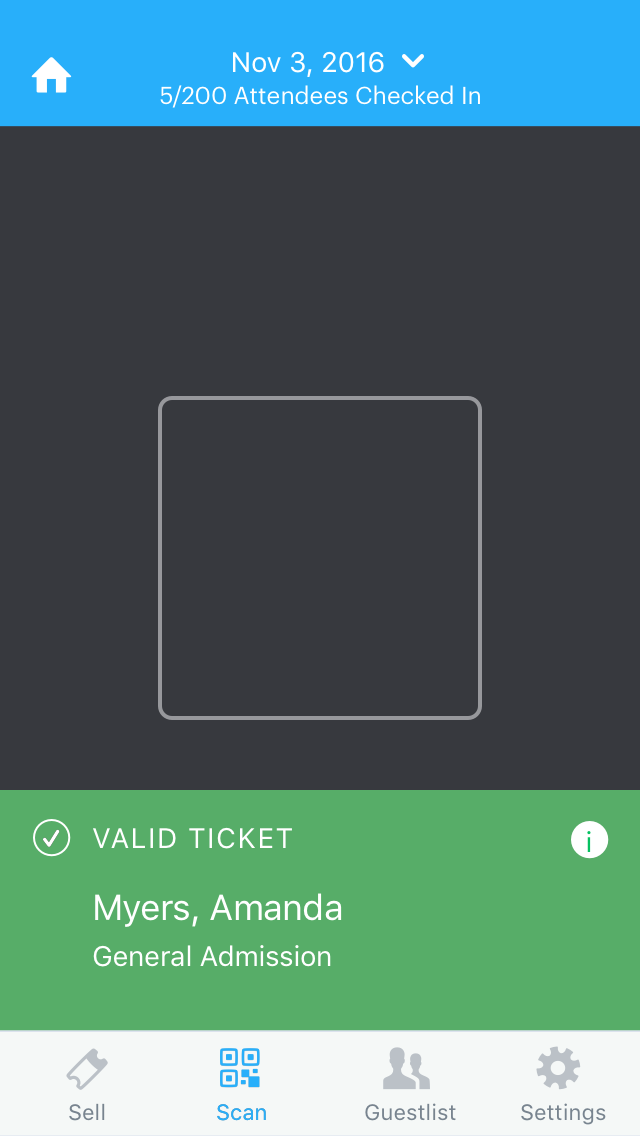 Nov 3, 2016
5/200 Attendees Checked In
VALID TICKET
i
Myers, Amanda
General Admission
Sell
Scan
Guestlist
Settings